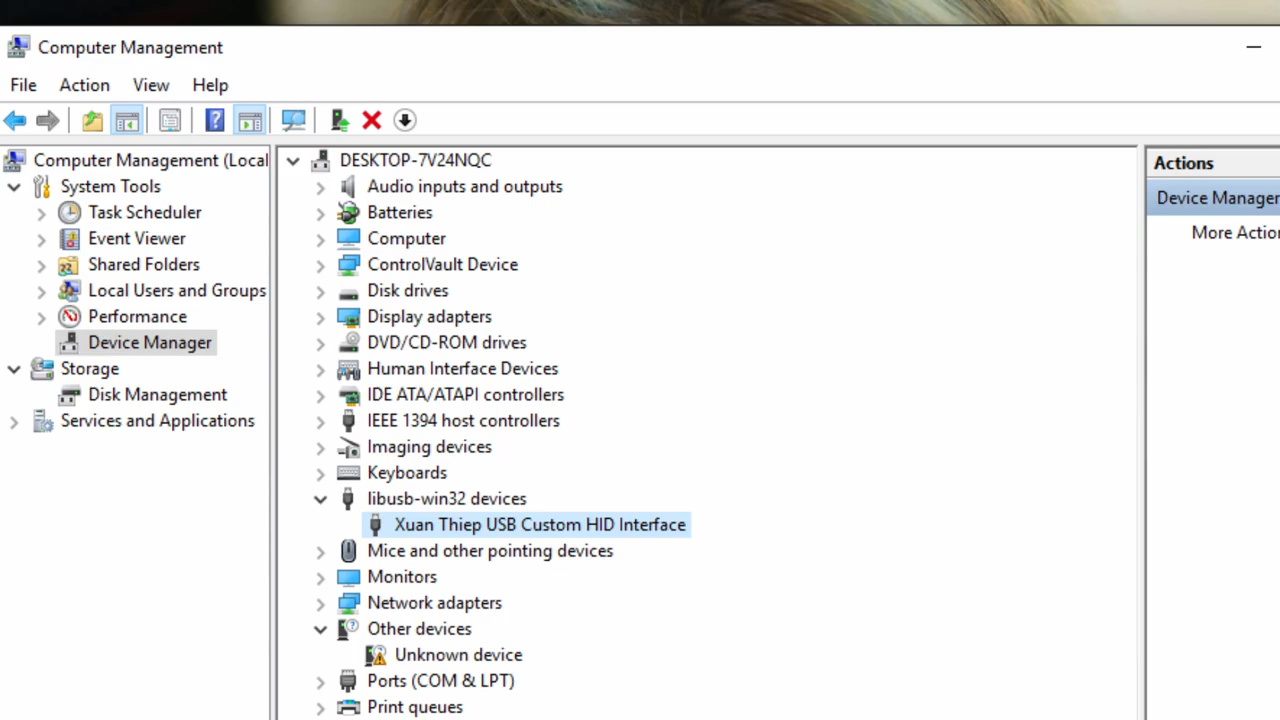 Computer Management
File Action View Help
Computer Management (Local
System Tools
Task Scheduler
Event Viewer
Shared Folders
Local Users and Groups
Performance
Device Manager
Storage
Disk Management
Services and Applications
DESKTOP-7V24NQC
Audio inputs and outputs
Batteries
Computer
ControlVault Device
Disk drives
Display adapters
DVD/CD-ROM drives
Human Interface Devices
IDE ATA/ATAPI controllers
IEEE 1394 host controllers
Imaging devices
Keyboards
libusb-win32 devices
Xuan Thiep USB Custom HID Interface
Mice and other pointing devices
Monitors
Network adapters
Other devices
Unknown device
Ports (COM & LPT)
Print queues
Actions
Device Manager
More Actio